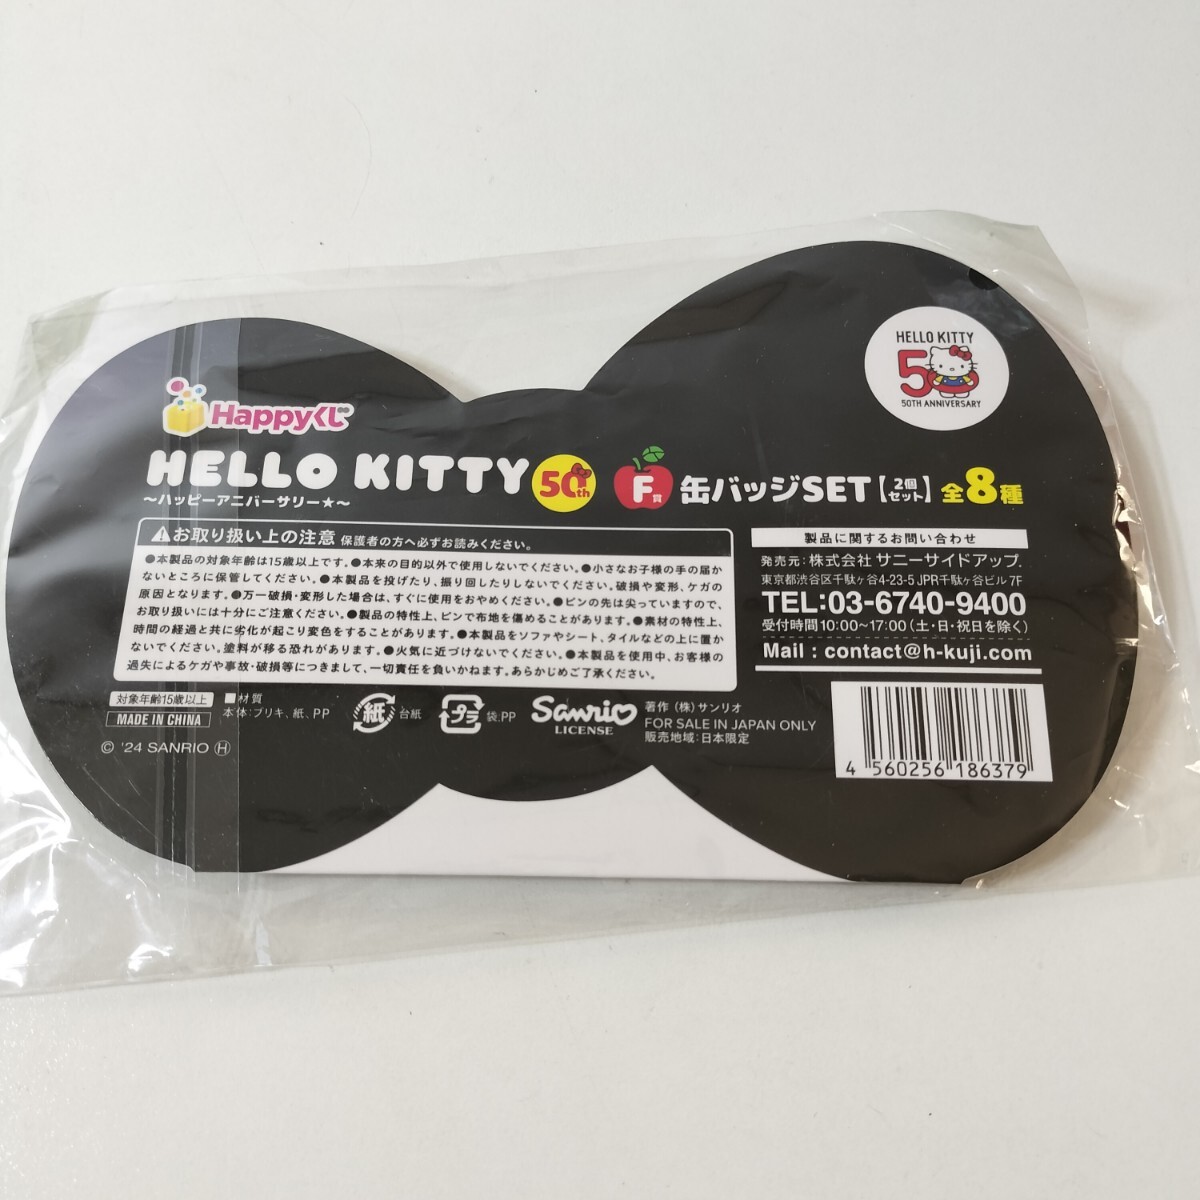 HELLO KITTY
50
50TH ANNIVERSARY
Happyくじ
HELLO KITTY 50th
～ハッピーアニバーサリー★～
F賞 缶バッジSET【2個セット】全8種
お取り扱い上の注意 保護者の方へ必ずお読みください。
●本製品の対象年齢は15歳以上です。●本来の目的以外で使用しないでください。●小さなお子様の手の届か
ないところに保管してください。●本製品を投げたり、振り回したりしないでください。破損や変形、ケガの
原因となります。●万一破損・変形した場合は、すぐに使用をおやめください。●ピンの先は尖っていますので、
お取り扱いには十分にご注意ください。●製品の特性上、ピンで布地を傷めることがあります。●素材の特性上、
時間の経過と共に劣化が起こり変色をすることがあります。●本製品をソファやシート、タイルなどの上に置か
ないでください。塗料が移る恐れがあります。●火気に近づけないでください。●本製品を使用中、お客様の
過失によるケガや事故・破損等につきまして、一切責任を負いかねます。あらかじめご了承ください。
製品に関するお問い合わせ
発売元：株式会社 サニーサイドアップ
東京都渋谷区千駄ヶ谷4-23-5 JPR千駄ヶ谷ビル 7F
TEL:03-6740-9400
受付時間10:00～17:00（土・日・祝日を除く）
Mail : contact@h-kuji.com
対象年齢15歳以上
MADE IN CHINA
© '24 SANRIO Ⓗ
■材質
本体：ブリキ、紙、PP
紙 台紙
プラ 袋:PP
Sanrio
LICENSE
著作（株）サンリオ
FOR SALE IN JAPAN ONLY
販売地域：日本限定
4 560256 186379